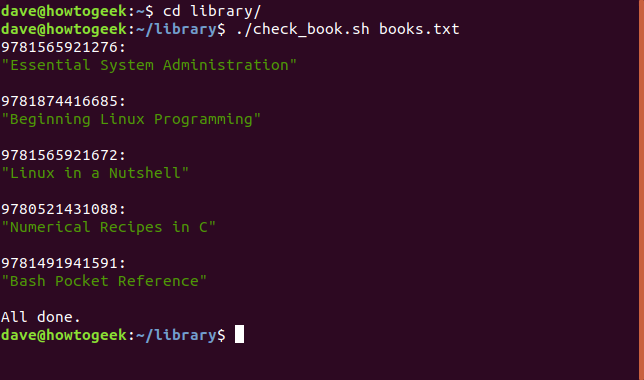 dave@howtogeek:~$ cd library/
dave@howtogeek:~/library$ ./check_book.sh books.txt
9781565921276:
"Essential System Administration"
9781874416685:
"Beginning Linux Programming"
9781565921672:
"Linux in a Nutshell"
9780521431088:
"Numerical Recipes in C"
9781491941591:
"Bash Pocket Reference"
All done.
dave@howtogeek:~/library$